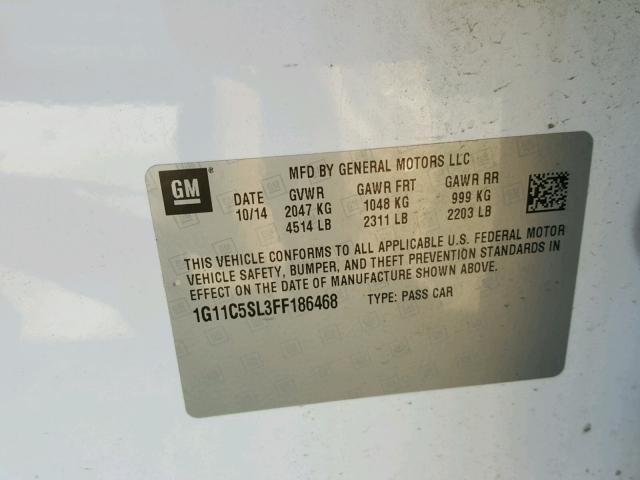 MFD BY GENERAL MOTORS LLC
GM®
DATE GVWR GAWR FRT GAWR RR
10/14 2047 KG 1048 KG 999 KG
4514 LB 2311 LB 2203 LB
THIS VEHICLE CONFORMS TO ALL APPLICABLE U.S. FEDERAL MOTOR
VEHICLE SAFETY, BUMPER, AND THEFT PREVENTION STANDARDS IN
EFFECT ON THE DATE OF MANUFACTURE SHOWN ABOVE.
1G11C5SL3FF186468 TYPE: PASS CAR